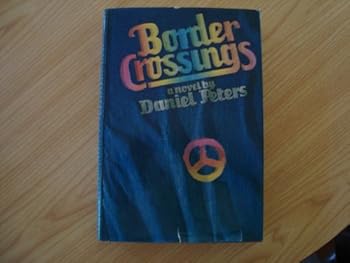 Border
Crossings
a novel by
Daniel Peters